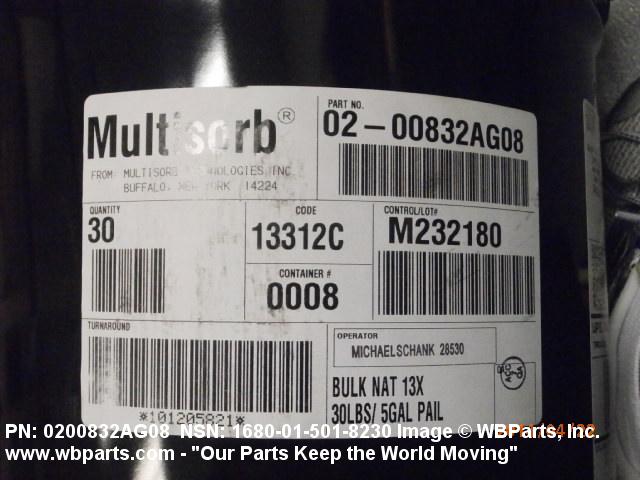 Multisorb®
FROM MULTISORB TECHNOLOGIES INC
BUFFALO, NEW YORK 14224
PART NO.
02-00832AG08
QUANTITY
30
CODE
13312C
CONTROL/LOT#
M232180
CONTAINER #
0008
TURNAROUND
*101205821*
OPERATOR
MICHAELSCHANK 28530
BULK NAT 13X
30LBS/ 5GAL PAIL
PN: 0200832AG08 NSN: 1680-01-501-8230 Image © WBParts, Inc.
www.wbparts.com - "Our Parts Keep the World Moving"